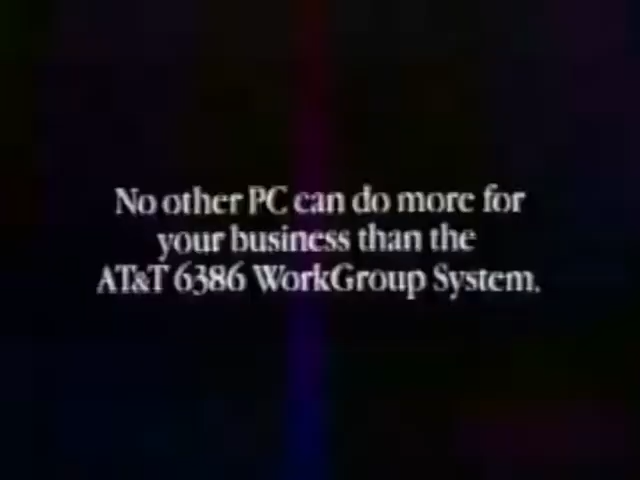 No other PC can do more for
your business than the
AT&T 6386 WorkGroup System.